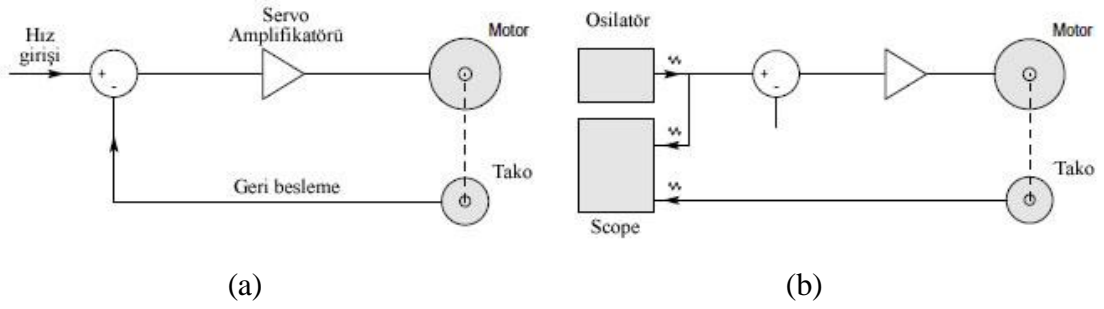 Hız
girişi
+
-
Servo
Amplifikatörü
Motor
Geri besleme
Tako
(a)
Osilatör
+
-
Motor
Tako
Scope
(b)